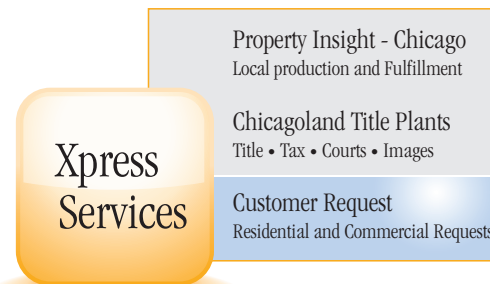 Property Insight - Chicago
Local production and Fulfillment
Chicagoland Title Plants
Title • Tax • Courts • Images
Xpress
Services
Customer Request
Residential and Commercial Requests